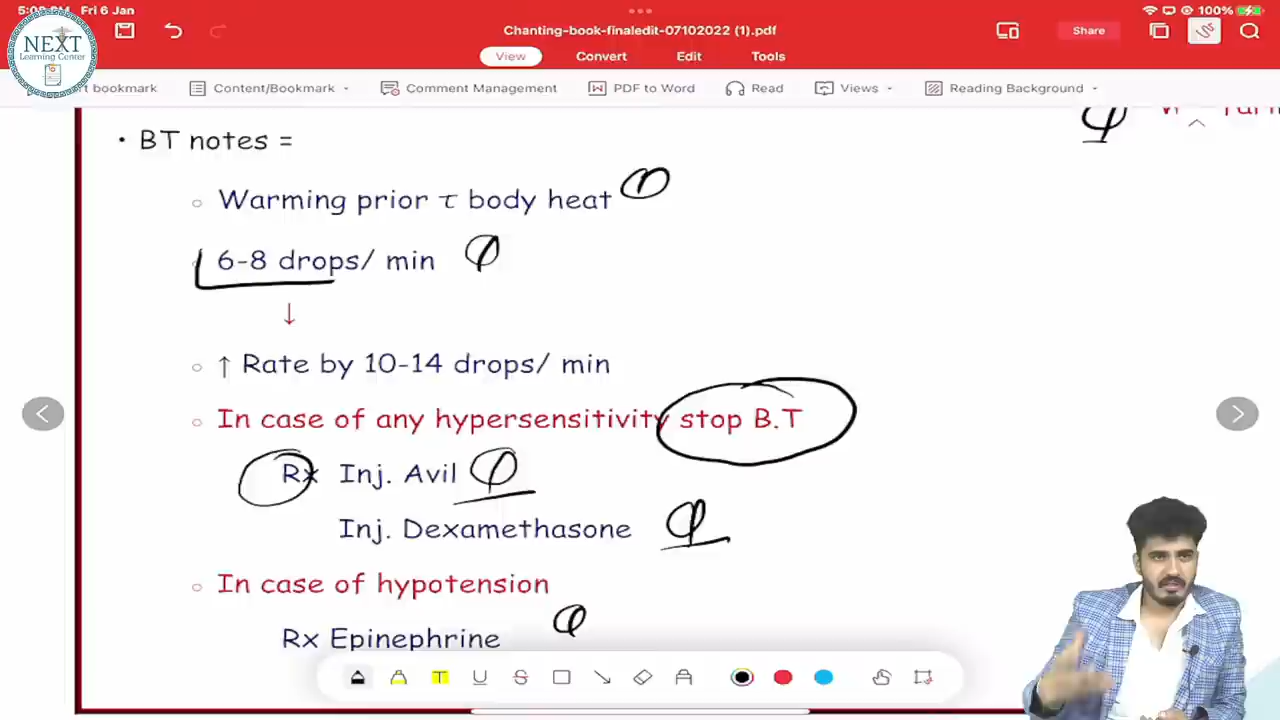 5:08 PM Fri 6 Jan
100%
NEXT
Learning Center
Chanting-book-finaledit-07102022 (1).pdf
Share
View Convert Edit Tools
bookmark Content/Bookmark Comment Management PDF to Word Read Views Reading Background
• BT notes =
Warming prior τ body heat
6-8 drops/ min
↓
↑ Rate by 10-14 drops/ min
In case of any hypersensitivity stop B.T
Rx Inj. Avil
Inj. Dexamethasone
In case of hypotension
Rx Epinephrine
T U S A